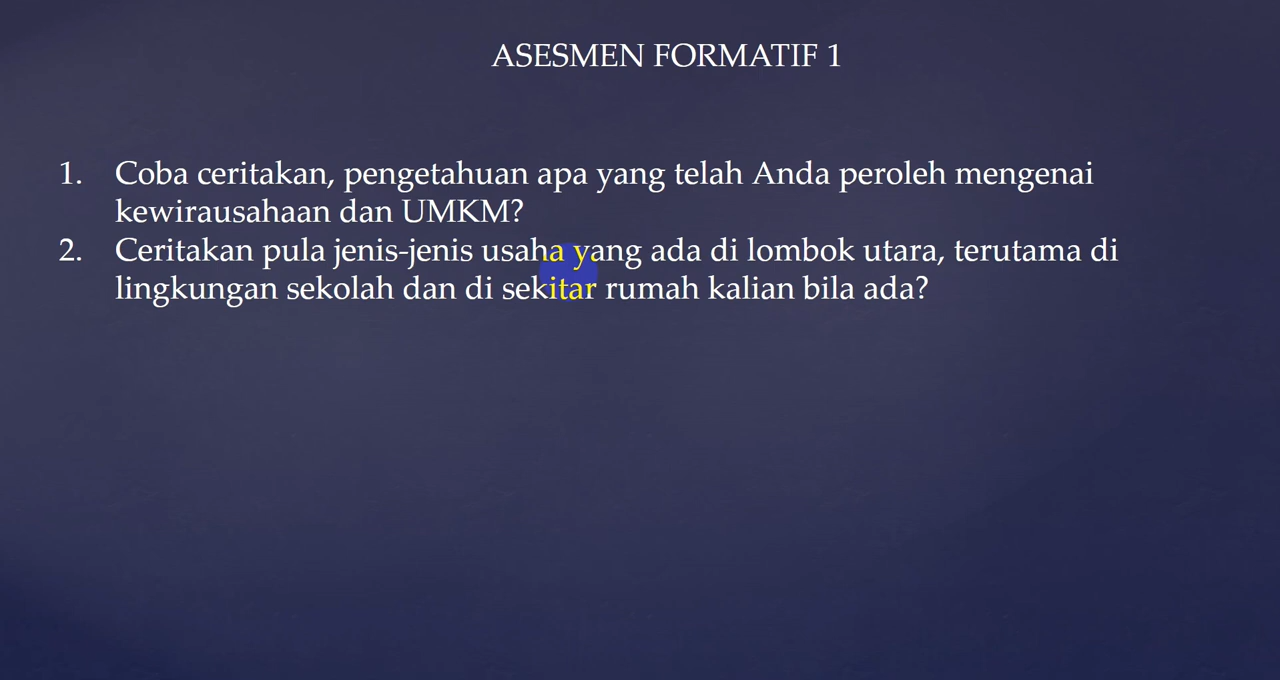 ASESMEN FORMATIF 1
1. Coba ceritakan, pengetahuan apa yang telah Anda peroleh mengenai
kewirausahaan dan UMKM?
2. Ceritakan pula jenis-jenis usaha yang ada di lombok utara, terutama di
lingkungan sekolah dan di sekitar rumah kalian bila ada?